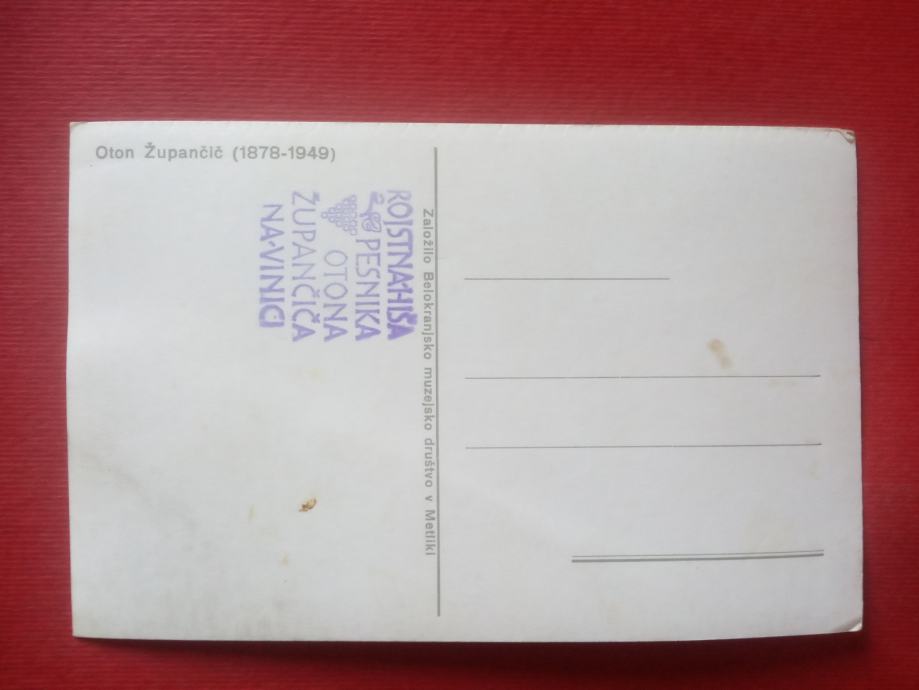 Oton Župančič (1878-1949)
ROJSTNA·HIŠA
PESNIKA
OTONA
ŽUPANČIČA
NA·VINICI
Založilo Belokranjsko muzejsko društvo v Metliki